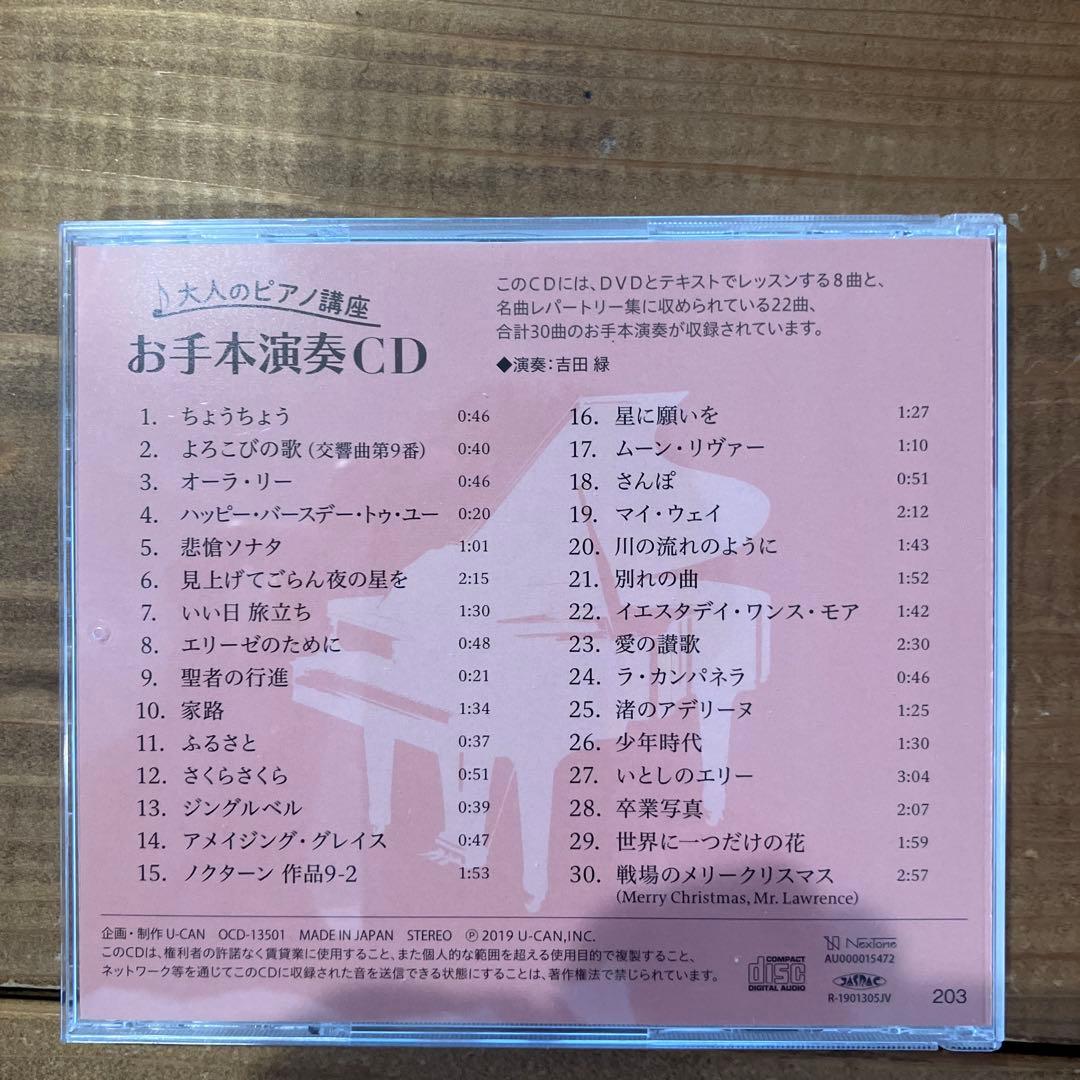 ♪大人のピアノ講座
お手本演奏CD
このCDには、DVDとテキストでレッスンする8曲と、
名曲レパートリー集に収められている22曲、
合計30曲のお手本演奏が収録されています。
◆演奏:吉田 緑
1. ちょうちょう 0:46
2. よろこびの歌 (交響曲第9番) 0:40
3. オーラ・リー 0:46
4. ハッピー・バースデー・トゥ・ユー 0:20
5. 悲愴ソナタ 1:01
6. 見上げてごらん夜の星を 2:15
7. いい日 旅立ち 1:30
8. エリーゼのために 0:48
9. 聖者の行進 0:21
10. 家路 1:34
11. ふるさと 0:37
12. さくらさくら 0:51
13. ジングルベル 0:39
14. アメイジング・グレイス 0:47
15. ノクターン 作品9-2 1:53
16. 星に願いを 1:27
17. ムーン・リヴァー 1:10
18. さんぽ 0:51
19. マイ・ウェイ 2:12
20. 川の流れのように 1:43
21. 別れの曲 1:52
22. イエスタデイ・ワンス・モア 1:42
23. 愛の讃歌 2:30
24. ラ・カンパネラ 0:46
25. 渚のアデリーヌ 1:25
26. 少年時代 1:30
27. いとしのエリー 3:04
28. 卒業写真 2:07
29. 世界に一つだけの花 1:59
30. 戦場のメリークリスマス 2:57
(Merry Christmas, Mr. Lawrence)
企画・制作 U-CAN OCD-13501 MADE IN JAPAN STEREO Ⓟ 2019 U-CAN,INC.
このCDは、権利者の許諾なく賃貸業に使用すること、また個人的な範囲を超える使用目的で複製すること、
ネットワーク等を通じてこのCDに収録された音を送信できる状態にすることは、著作権法で禁じられています。
COMPACT
disc
DIGITAL AUDIO
NexTone
AU000015472
JASRAC
R-1901305JV
203